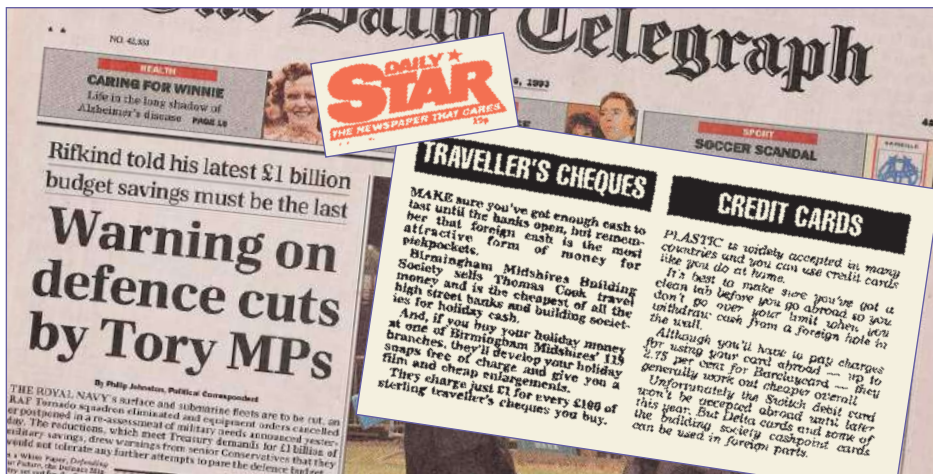 The Daily Telegraph
NO. 42,551
6, 1993
HEALTH
CARING FOR WINNIE
Life in the long shadow of
Alzheimer's disease PAGE 15
DAILY
STAR
THE NEWSPAPER THAT CARES
SPORT
SOCCER SCANDAL
Rifkind told his latest £1 billion
budget savings must be the last
Warning on
defence cuts
by Tory MPs
By Philip Johnston, Political Correspondent
THE ROYAL NAVY'S surface and submarine fleets are to be cut, an
RAF Tornado squadron eliminated and equipment orders cancelled
or postponed in a re-assessment of military needs announced yester-
day. The reductions, which meet Treasury demands for £1 billion of
military savings, drew warnings from senior Conservatives that they
would not tolerate any further attempts to pare the defence budget.
TRAVELLER'S CHEQUES
MAKE sure you've got enough cash to
last until the banks open, but remem-
ber that foreign cash is the most
attractive form of money for
pickpockets.
Birmingham Midshires Building
Society sells Thomas Cook travel
money and is the cheapest of all the
high street banks and building societ-
ies for holiday cash.
And, if you buy your holiday money
at one of Birmingham Midshires' 119
branches, they'll develop your holiday
snaps free of charge and give you a
film and cheap enlargements.
They charge just £1 for every £100 of
sterling traveller's cheques you buy.
CREDIT CARDS
PLASTIC is widely accepted in many
countries and you can use credit cards
like you do at home.
It's best to make sure you've got a
clean tab before you go abroad so you
don't go over your limit when you
withdraw cash from a foreign hole in
the wall.
Although you'll have to pay charges
for using your card abroad — up to
2.75 per cent for Barclaycard — they
generally work out cheaper overall.
Unfortunately the Switch debit card
won't be accepted abroad until later
this year. But Delta cards and some of
the building society cashpoint cards
can be used in foreign parts.